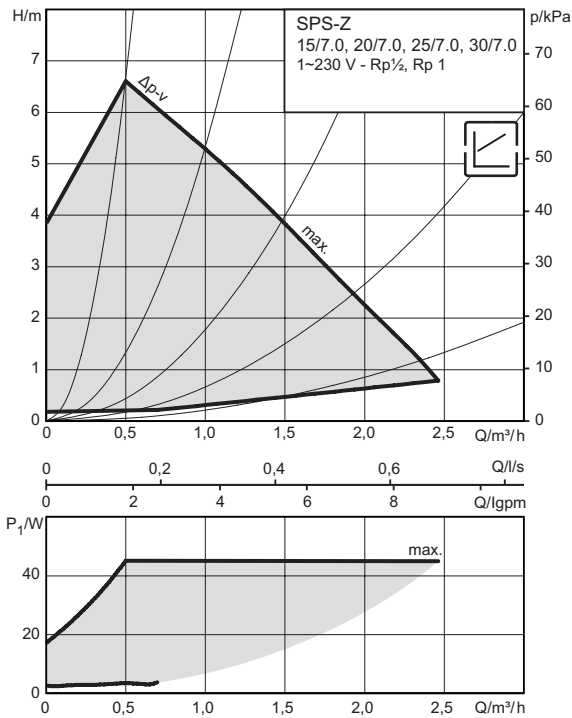 H/m
p/kPa
SPS-Z
15/7.0, 20/7.0, 25/7.0, 30/7.0
1~230 V - Rp½, Rp 1
7
6
5
4
3
2
1
0
70
60
50
40
30
20
10
0
Δp-v
max.
0 0,5 1,0 1,5 2,0 2,5 Q/m³/h
0 0,2 0,4 0,6 Q/l/s
0 2 4 6 8 Q/Igpm
P₁/W
max.
40
20
0
0 0,5 1,0 1,5 2,0 2,5 Q/m³/h